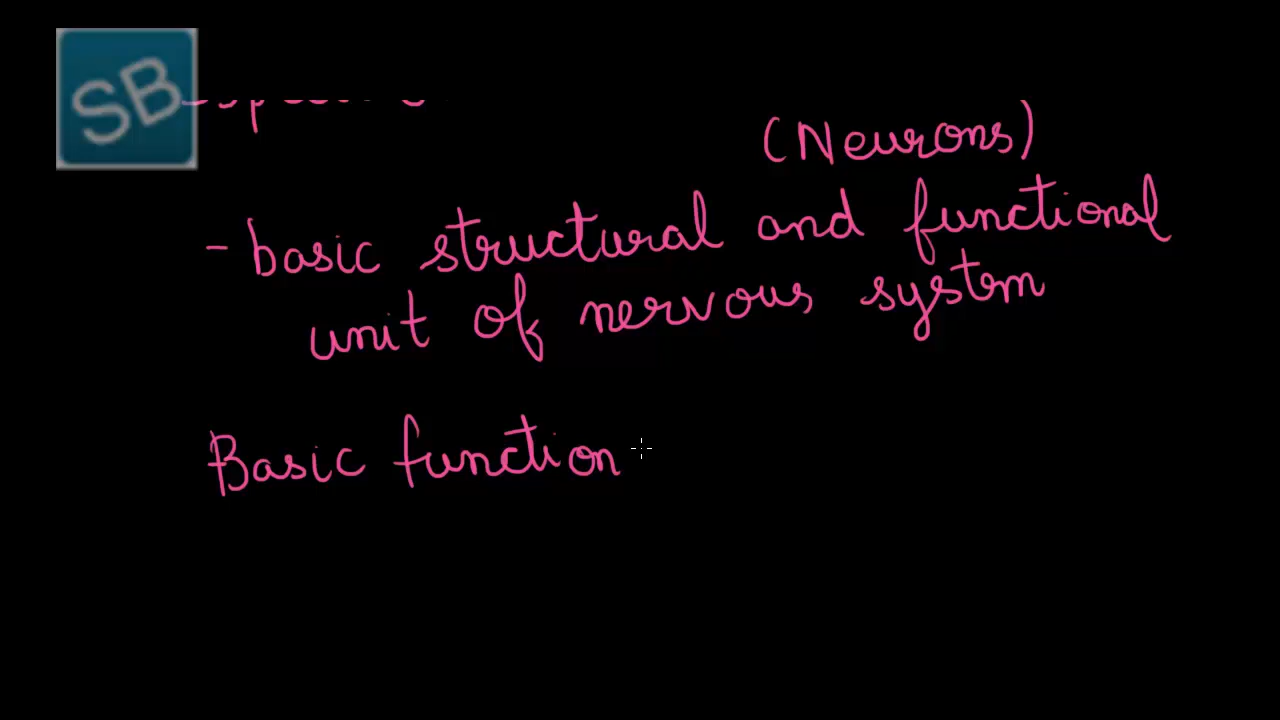 SB
(Neurons)
- basic structural and functional
unit of nervous system
Basic function